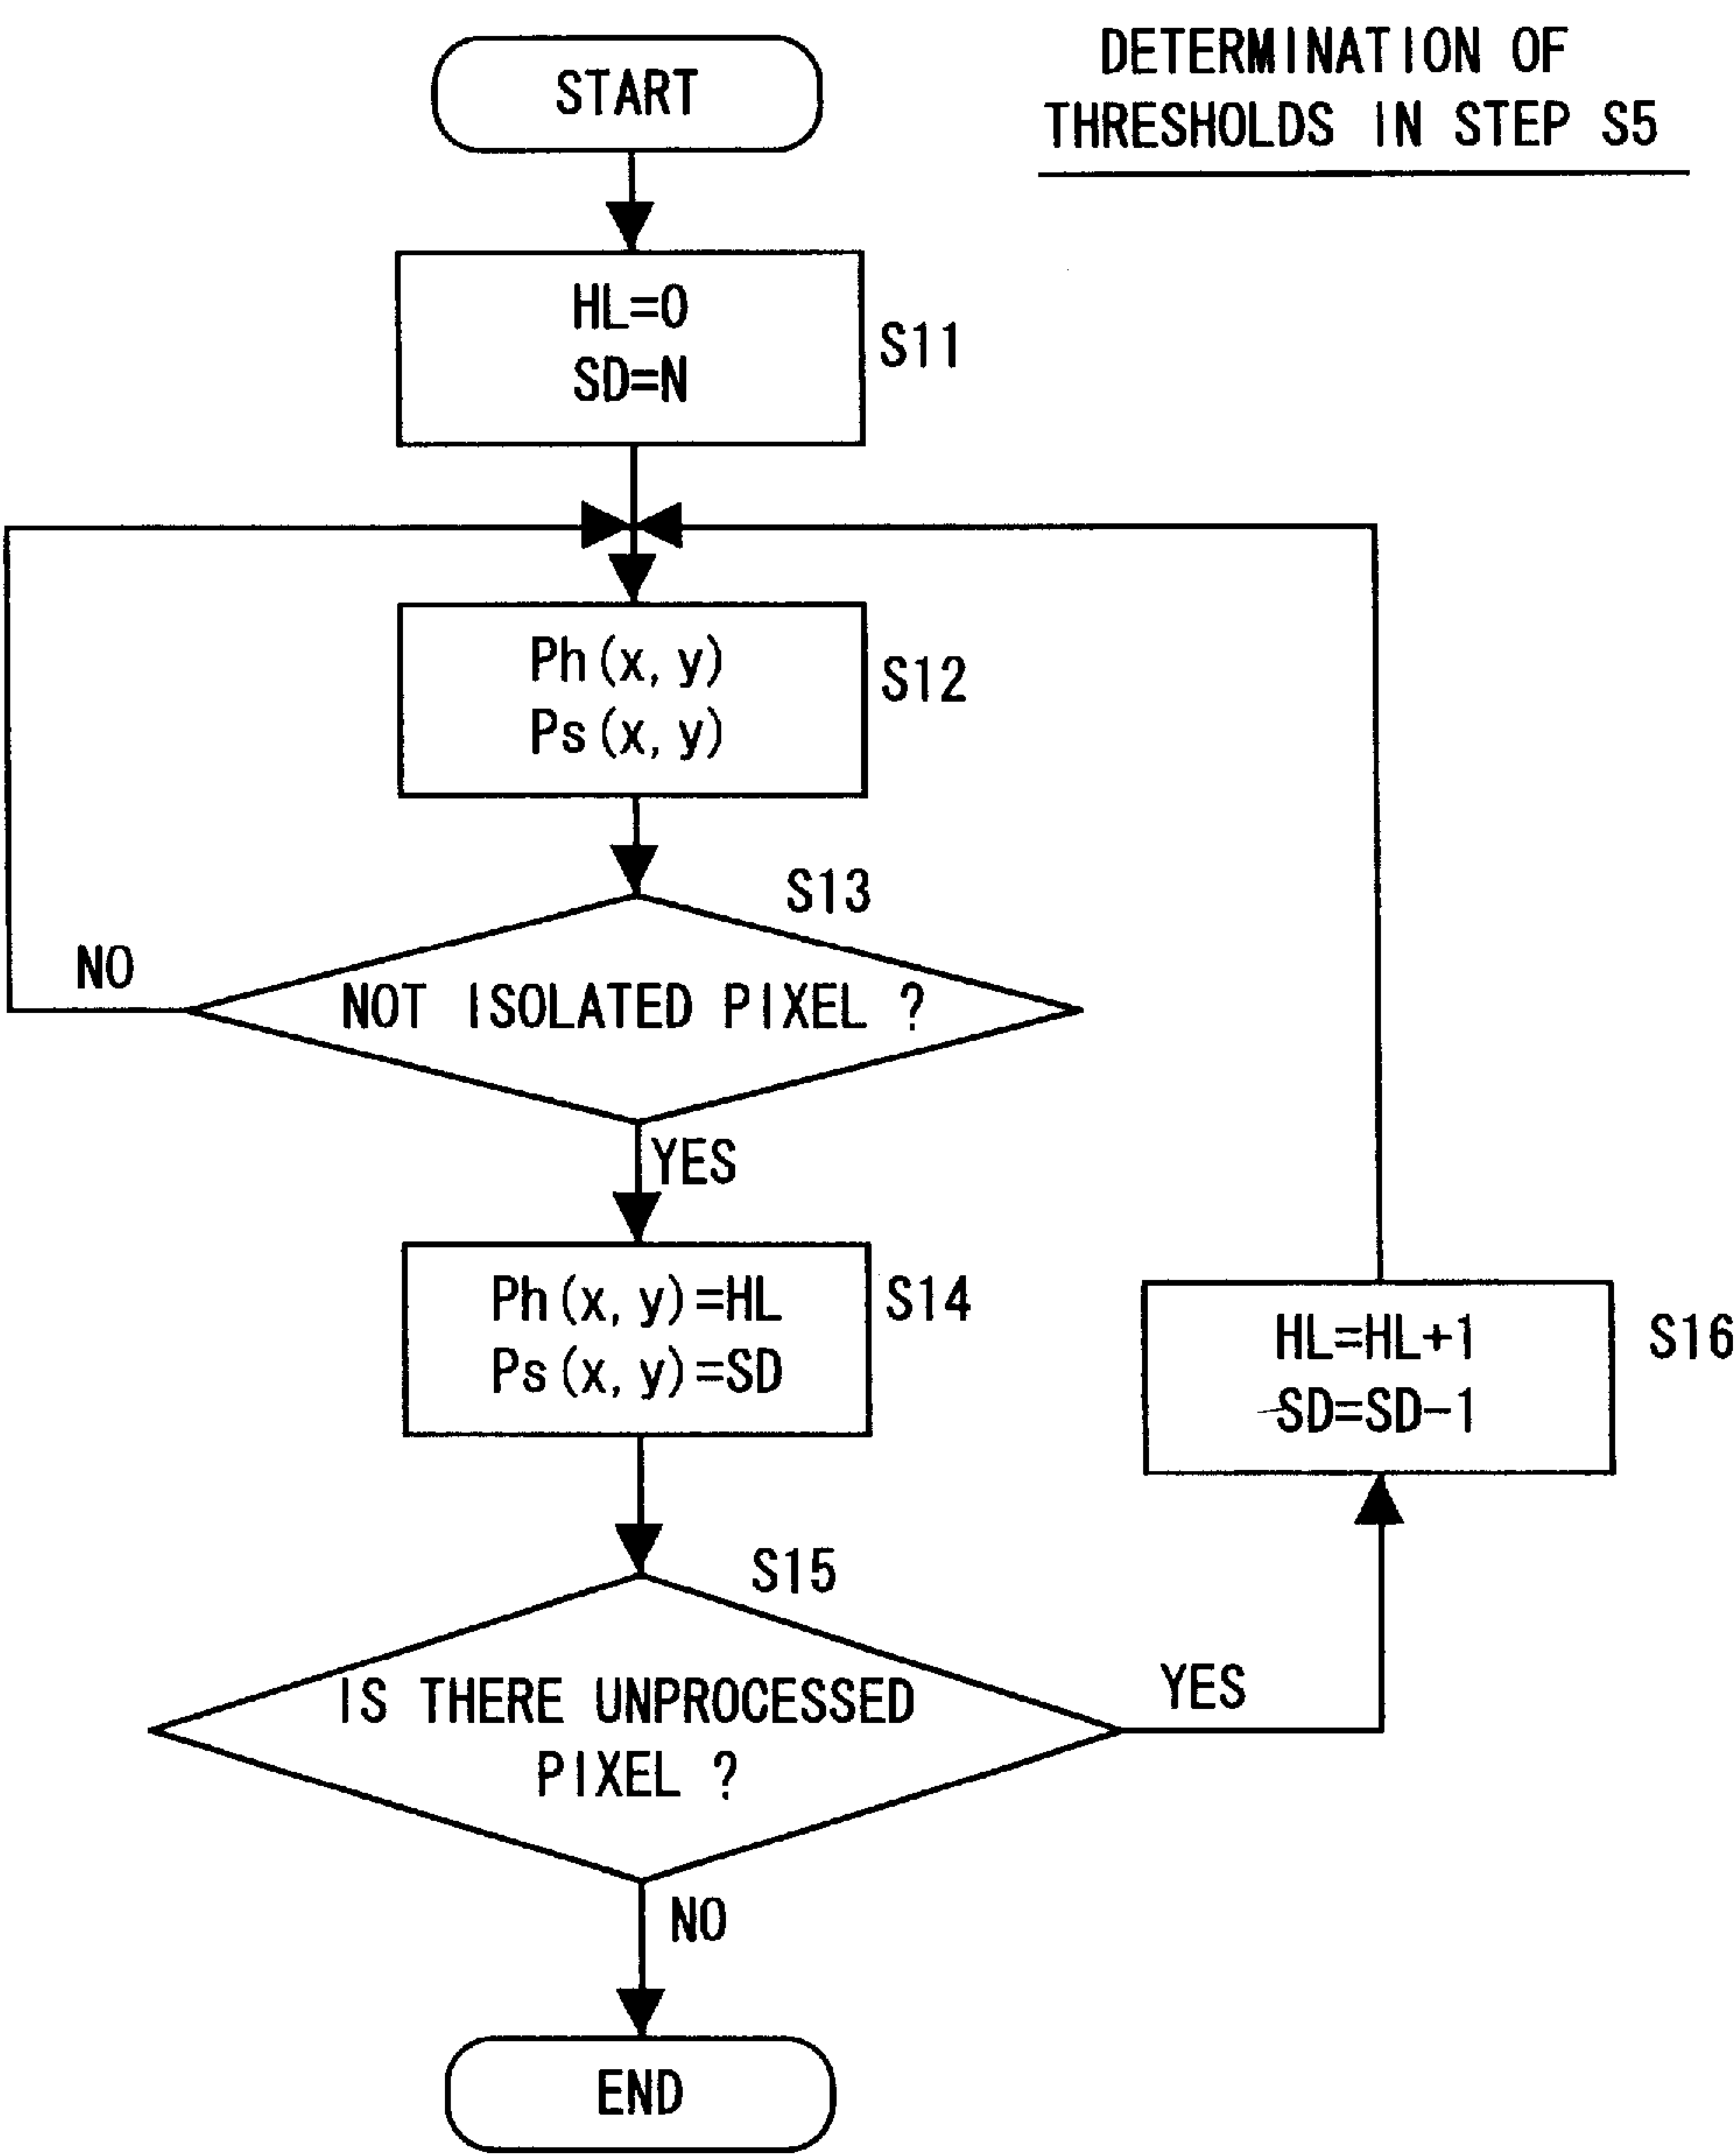 DETERMINATION OF
THRESHOLDS IN STEP S5
START
HL=0
SD=N
S11
Ph(x, y)
Ps(x, y)
S12
S13
NO
NOT ISOLATED PIXEL ?
YES
Ph(x, y)=HL
Ps(x, y)=SD
S14
HL=HL+1
SD=SD-1
S16
S15
IS THERE UNPROCESSED
PIXEL ?
YES
NO
END